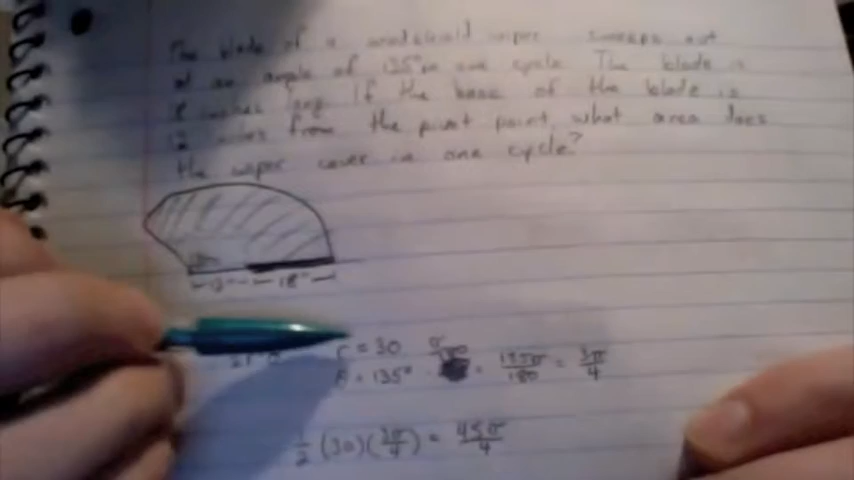 The blade of a windshield wiper sweeps out
at an angle of 135° in one cycle. The blade is
inches long. If the base of the blade is
12 inches from the pivot point, what area does
the wiper cover in one cycle?
12" 18"
r = 30 π/180
θ = 135° = 135π/180 = 3π/4
1/2 (30)(3π/4) = 45π/4